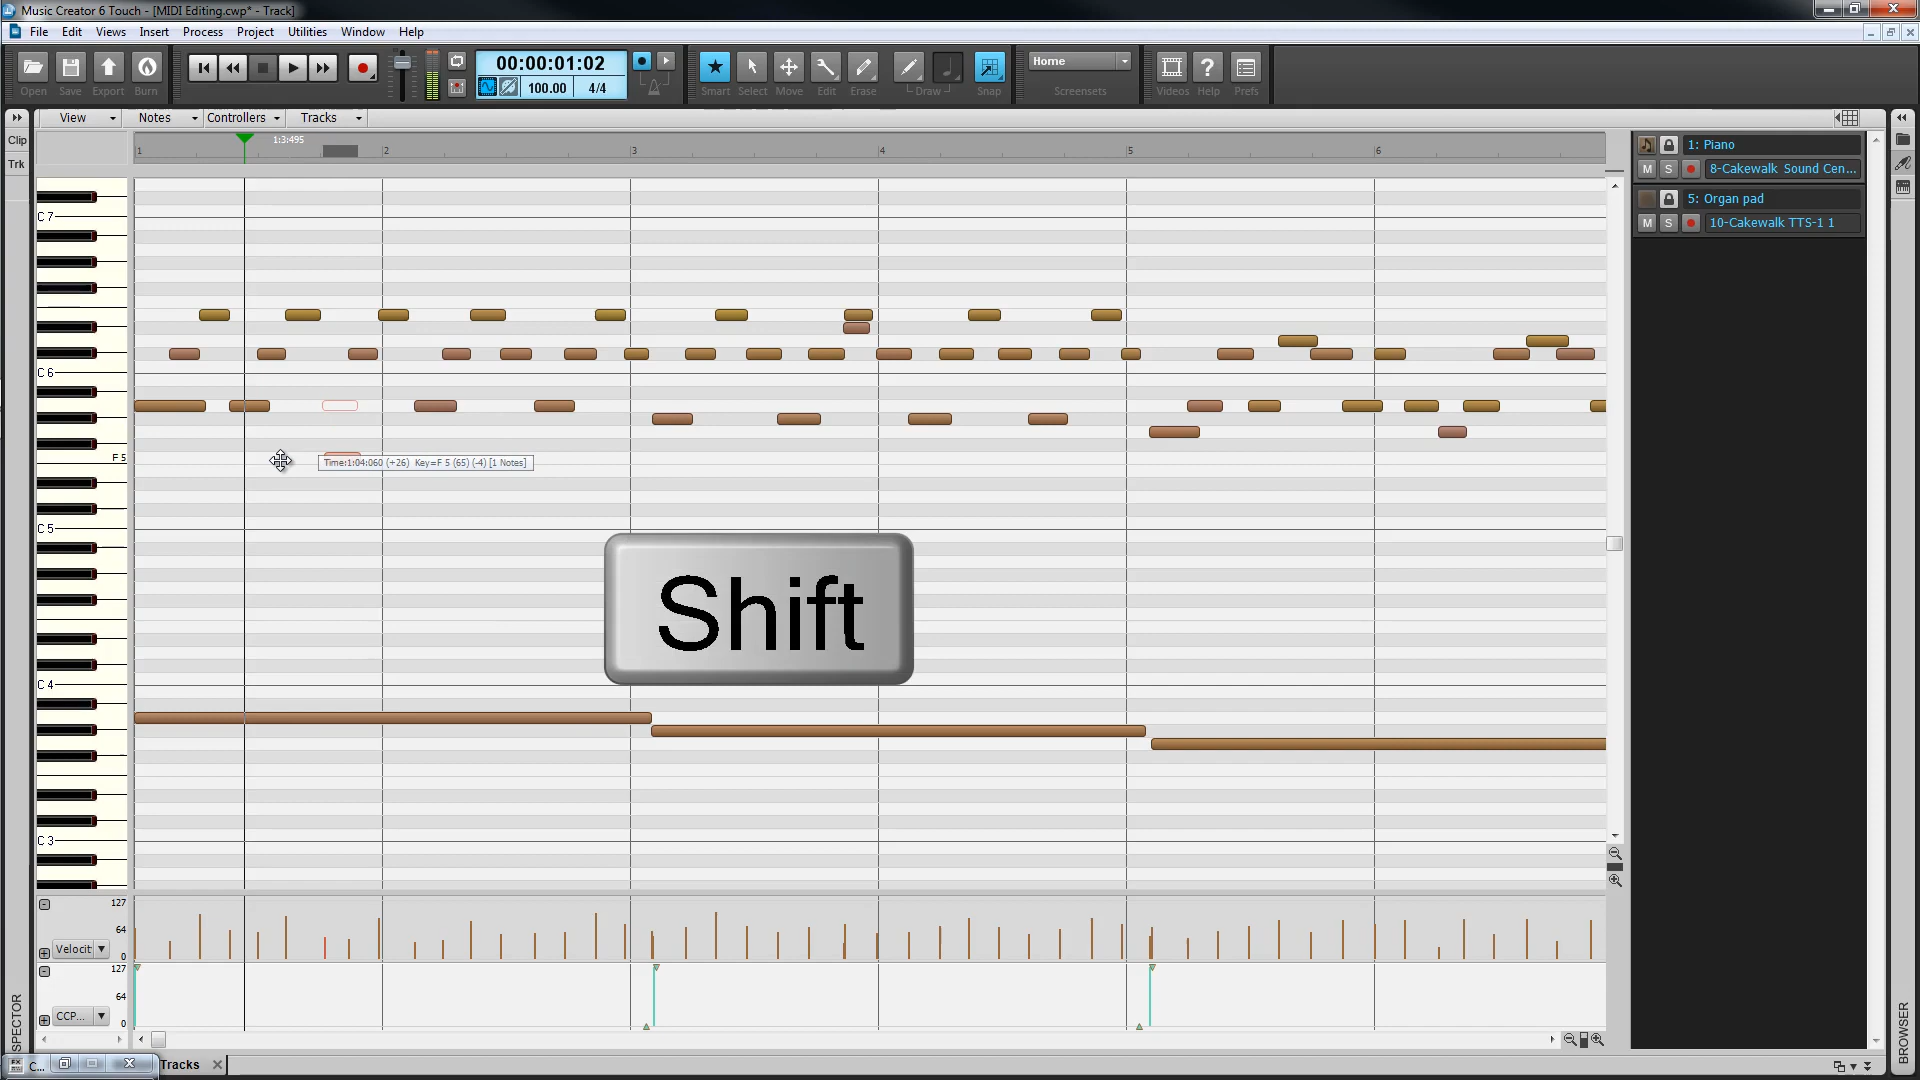 Music Creator 6 Touch - [MIDI Editing.cwp* - Track]
File Edit Views Insert Process Project Utilities Window Help
00:00:01:02
100.00 4/4
Home
Open Save Export Burn
Smart Select Move Edit Erase Draw Snap
Screensets
Videos Help Prefs
View Notes Controllers Tracks
Clip
Trk
1:3:495
1 2 3 4 5 6
1: Piano
M S 8-Cakewalk Sound Cen...
5: Organ pad
M S 10-Cakewalk TTS-1 1
C 7
C 6
F 5
Time:1:04:060 (+26) Key=F 5 (65) (-4) [1 Notes]
C 5
Shift
C 4
C 3
127
64
Velocit
0
127
64
CCP...
0
SPECTOR
BROWSER
C...
Tracks